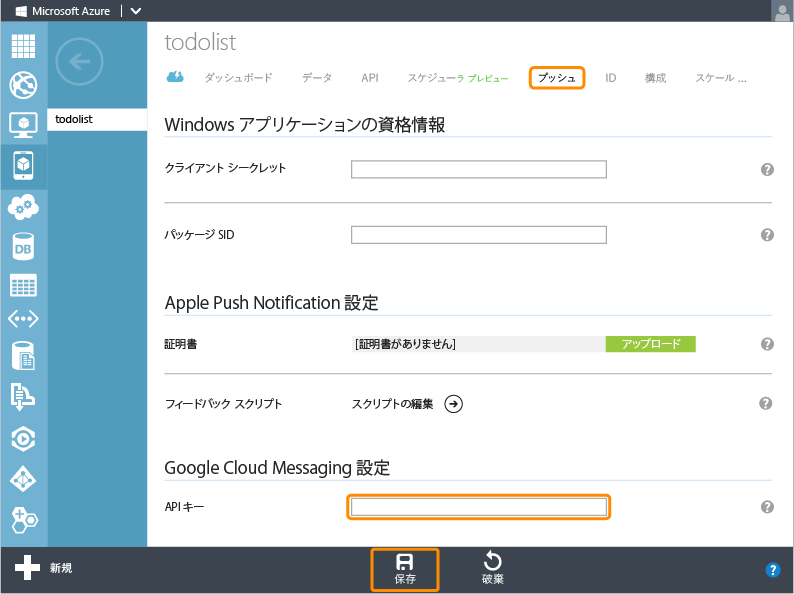 Microsoft Azure
todolist
todolist
ダッシュボード データ API スケジューラ プレビュー プッシュ ID 構成 スケール ...
Windows アプリケーションの資格情報
クライアント シークレット ?
パッケージ SID ?
Apple Push Notification 設定
証明書 [証明書がありません] アップロード ?
フィードバック スクリプト スクリプトの編集 ?
Google Cloud Messaging 設定
API キー ?
DB
新規 保存 破棄 ?